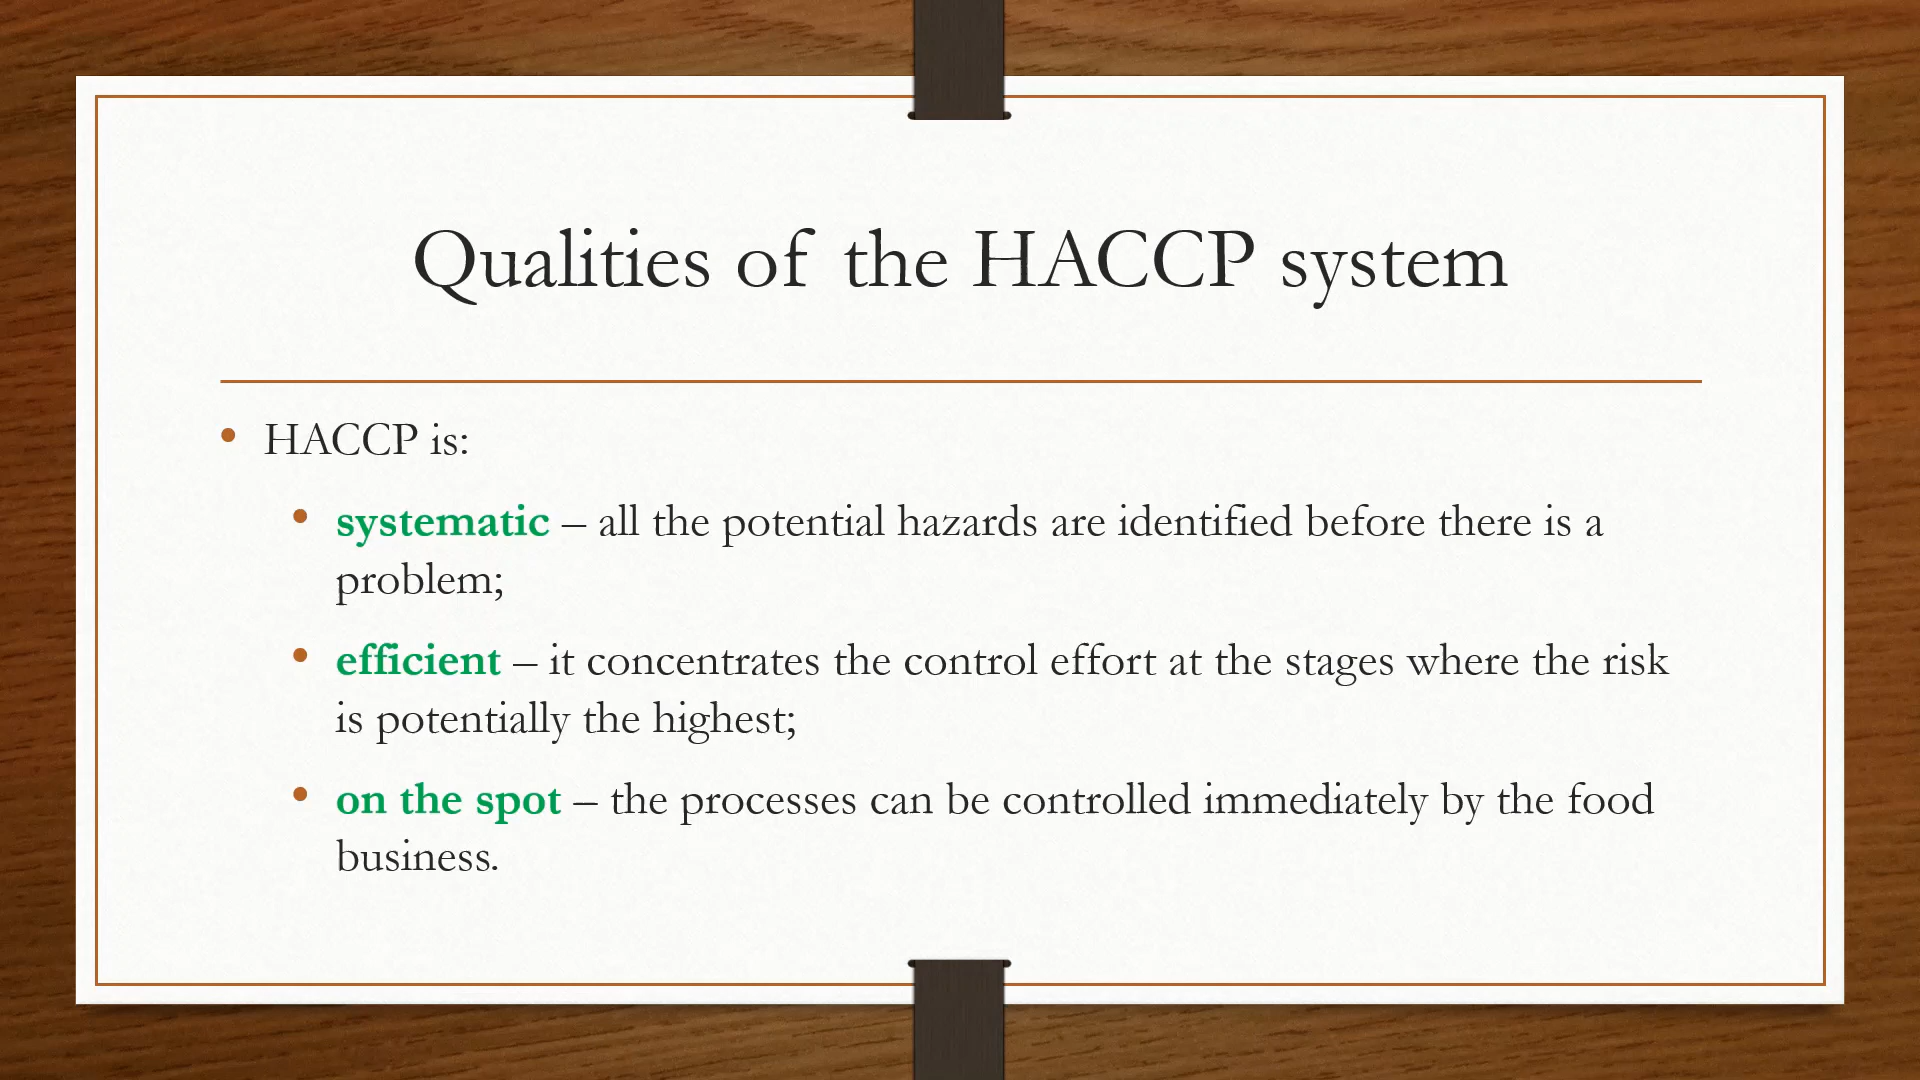 Qualities of the HACCP system
• HACCP is:
• systematic – all the potential hazards are identified before there is a
problem;
• efficient – it concentrates the control effort at the stages where the risk
is potentially the highest;
• on the spot – the processes can be controlled immediately by the food
business.